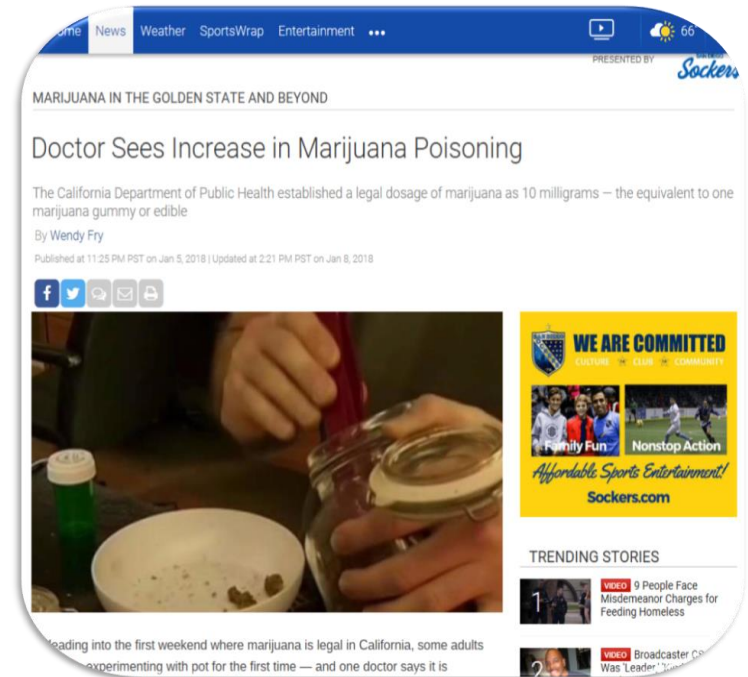 News Weather SportsWrap Entertainment 66°
PRESENTED BY
Sockers
MARIJUANA IN THE GOLDEN STATE AND BEYOND
Doctor Sees Increase in Marijuana Poisoning
The California Department of Public Health established a legal dosage of marijuana as 10 milligrams — the equivalent to one
marijuana gummy or edible
By Wendy Fry
Published at 11:25 PM PST on Jan 5, 2018 | Updated at 2:21 PM PST on Jan 8, 2018
WE ARE COMMITTED
CULTURE CLUB COMMUNITY
Family Fun Nonstop Action
Affordable Sports Entertainment!
Sockers.com
TRENDING STORIES
1 VIDEO 9 People Face
Misdemeanor Charges for
Feeding Homeless
2 VIDEO Broadcaster
Was 'Leader,'
into the first weekend where marijuana is legal in California, some adults
experimenting with pot for the first time — and one doctor says it is